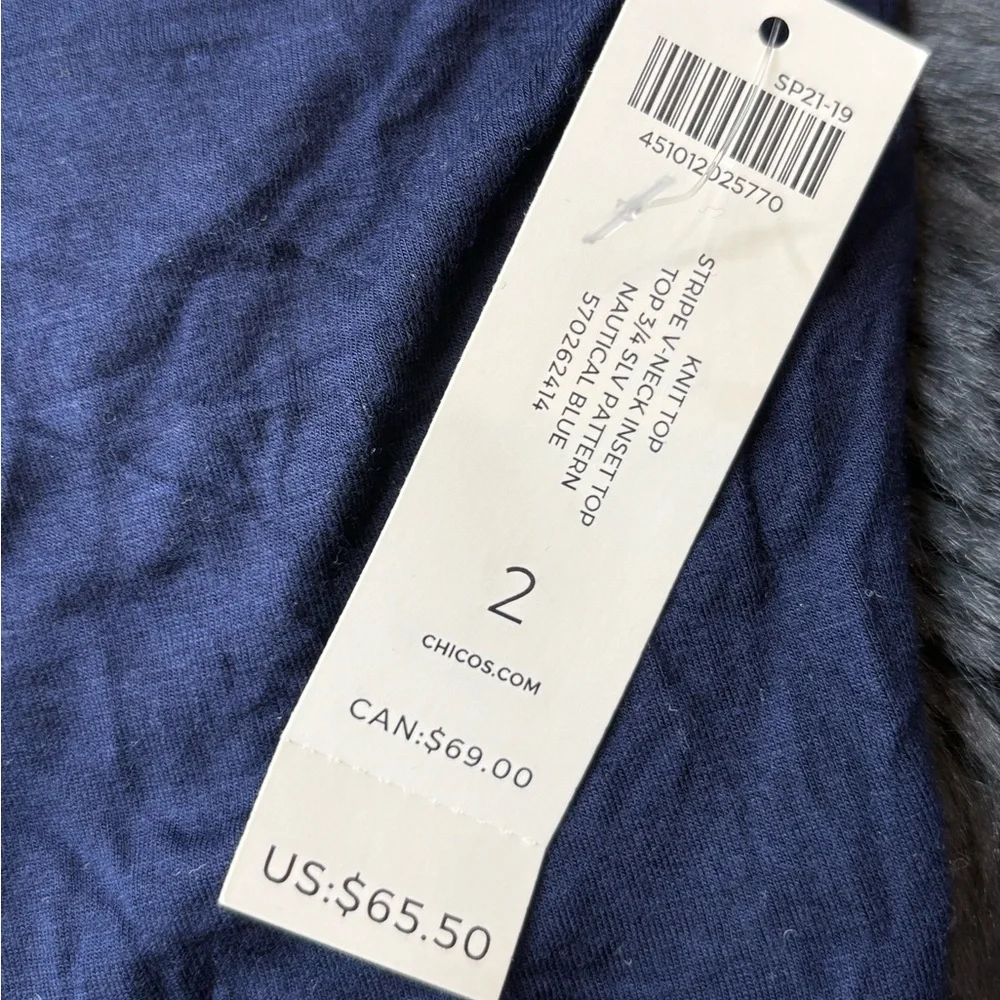 SP21-19
451012025770
KNIT TOP
STRIPE V-NECK INSET TOP
TOP 3/4 SLV PATTERN
NAUTICAL BLUE
570262414
2
CHICOS.COM
CAN:$69.00
US:$65.50